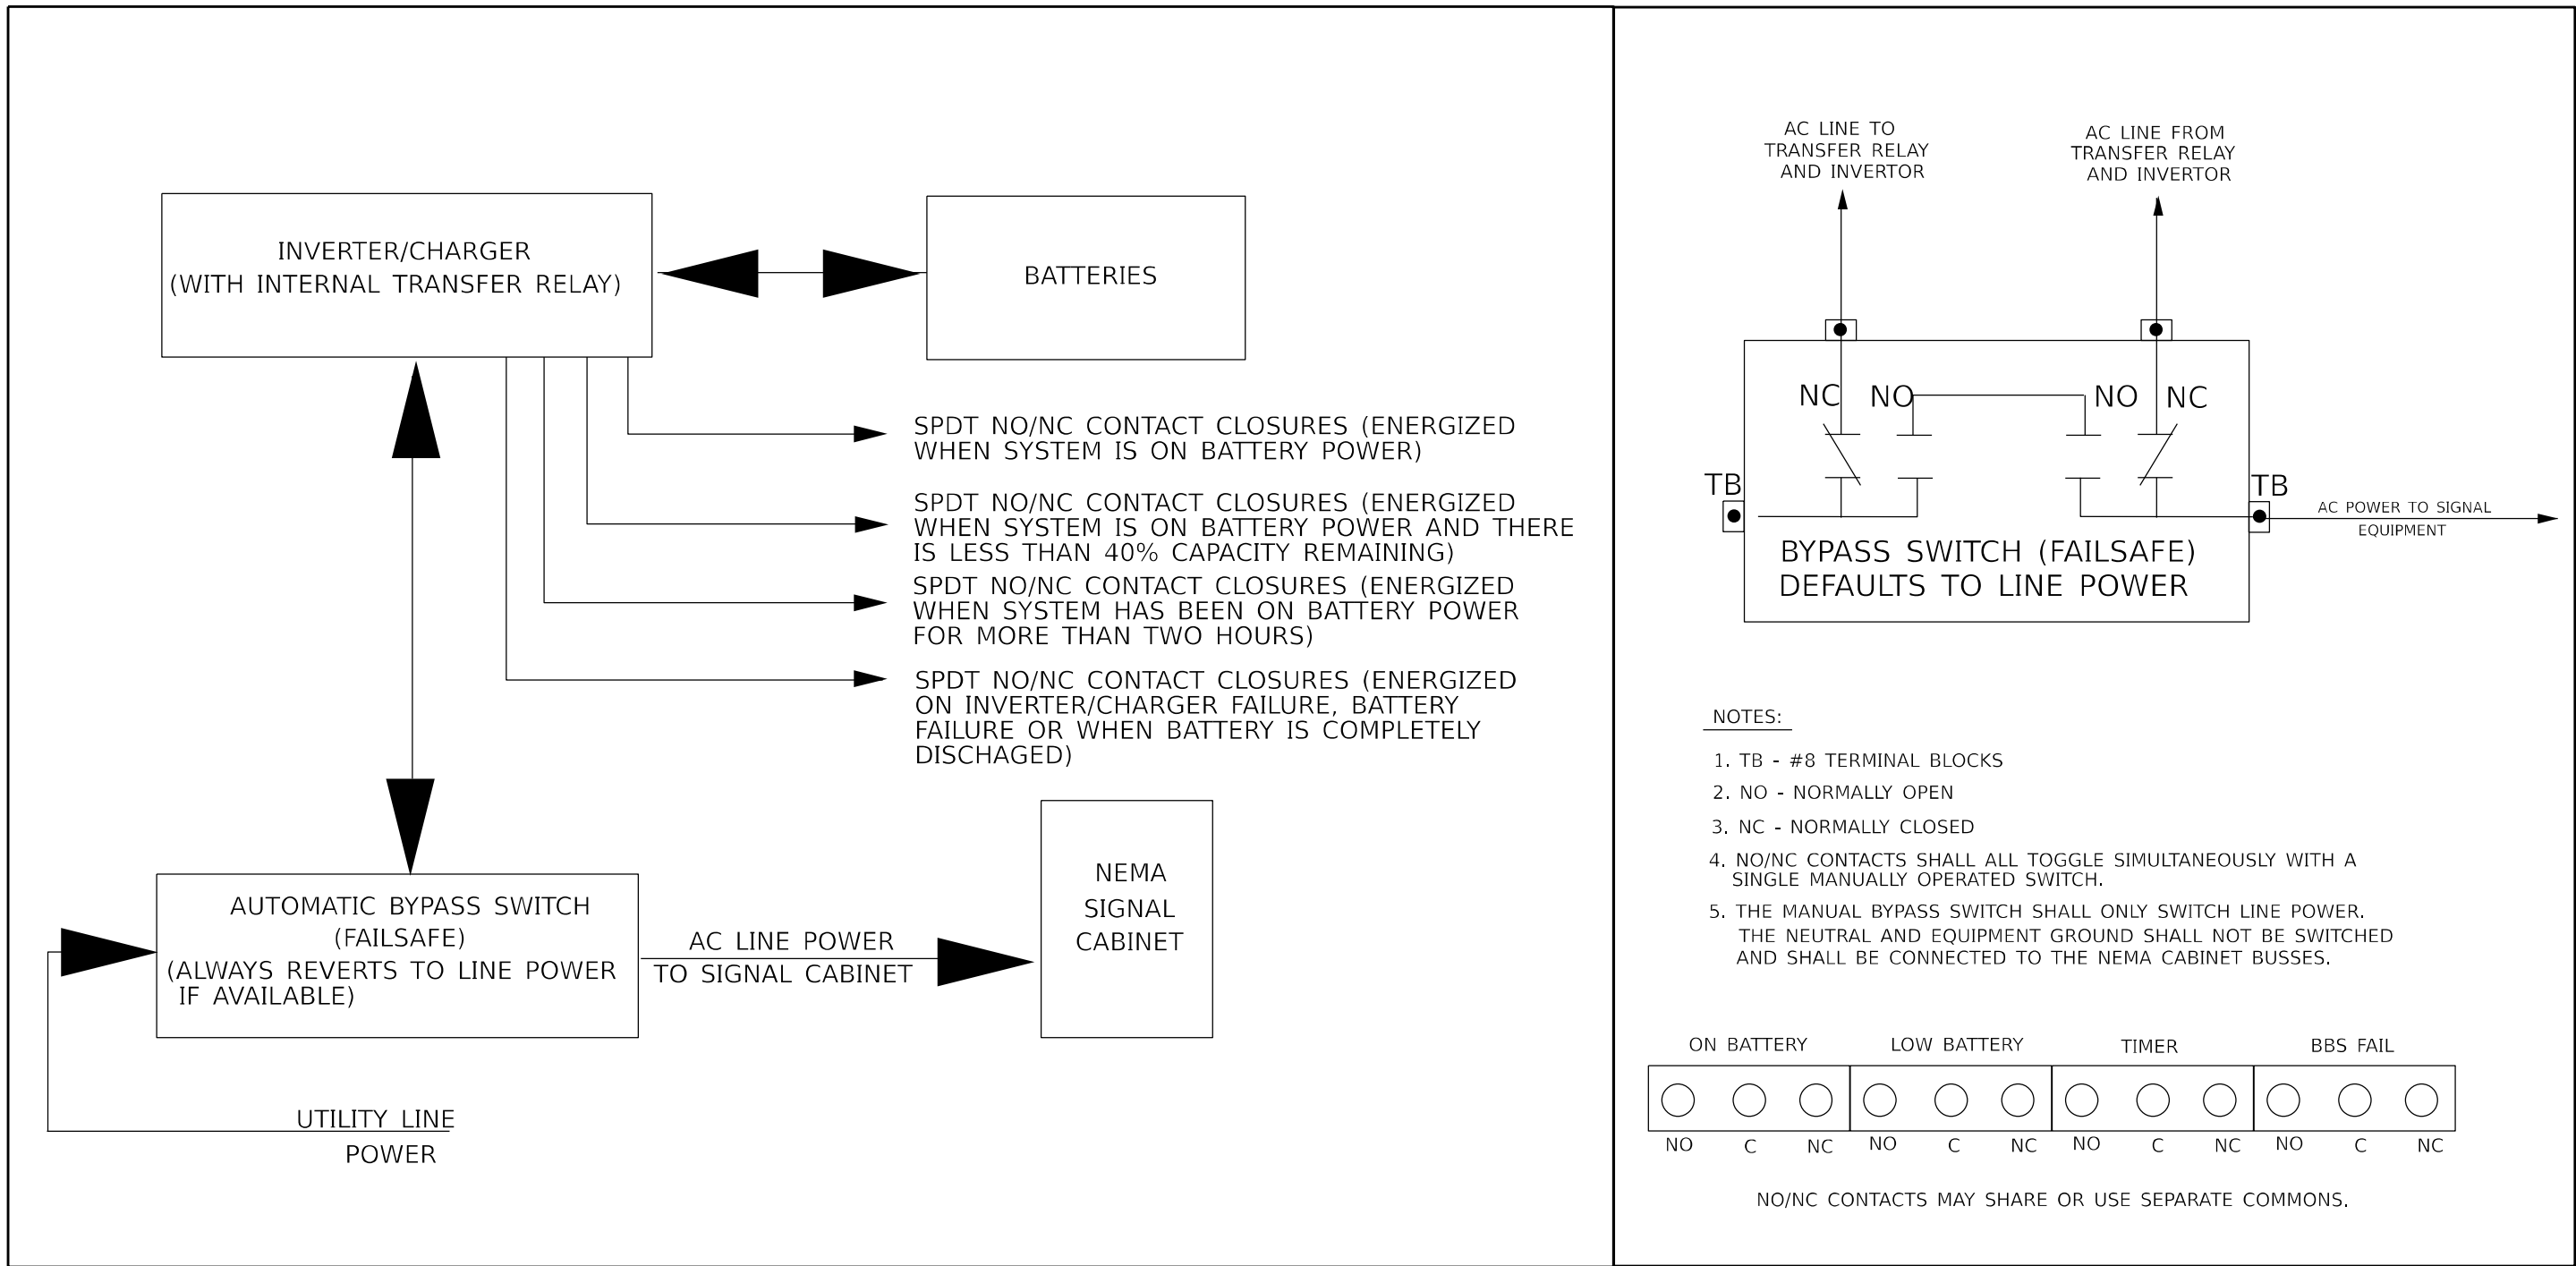 INVERTER/CHARGER
(WITH INTERNAL TRANSFER RELAY)
BATTERIES
SPDT NO/NC CONTACT CLOSURES (ENERGIZED
WHEN SYSTEM IS ON BATTERY POWER)
SPDT NO/NC CONTACT CLOSURES (ENERGIZED
WHEN SYSTEM IS ON BATTERY POWER AND THERE
IS LESS THAN 40% CAPACITY REMAINING)
SPDT NO/NC CONTACT CLOSURES (ENERGIZED
WHEN SYSTEM HAS BEEN ON BATTERY POWER
FOR MORE THAN TWO HOURS)
SPDT NO/NC CONTACT CLOSURES (ENERGIZED
ON INVERTER/CHARGER FAILURE, BATTERY
FAILURE OR WHEN BATTERY IS COMPLETELY
DISCHAGED)
AUTOMATIC BYPASS SWITCH
(FAILSAFE)
(ALWAYS REVERTS TO LINE POWER
IF AVAILABLE)
AC LINE POWER
TO SIGNAL CABINET
NEMA
SIGNAL
CABINET
UTILITY LINE
POWER
AC LINE TO
TRANSFER RELAY
AND INVERTOR
AC LINE FROM
TRANSFER RELAY
AND INVERTOR
NC NO NO NC
TB TB
AC POWER TO SIGNAL
EQUIPMENT
BYPASS SWITCH (FAILSAFE)
DEFAULTS TO LINE POWER
NOTES:
1. TB - #8 TERMINAL BLOCKS
2. NO - NORMALLY OPEN
3. NC - NORMALLY CLOSED
4. NO/NC CONTACTS SHALL ALL TOGGLE SIMULTANEOUSLY WITH A
SINGLE MANUALLY OPERATED SWITCH.
5. THE MANUAL BYPASS SWITCH SHALL ONLY SWITCH LINE POWER.
THE NEUTRAL AND EQUIPMENT GROUND SHALL NOT BE SWITCHED
AND SHALL BE CONNECTED TO THE NEMA CABINET BUSSES.
ON BATTERY LOW BATTERY TIMER BBS FAIL
NO C NC NO C NC NO C NC NO C NC
NO/NC CONTACTS MAY SHARE OR USE SEPARATE COMMONS.